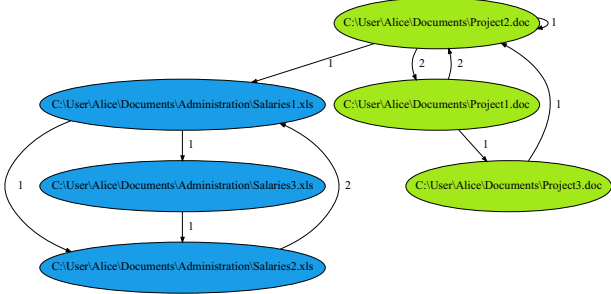 C:\User\Alice\Documents\Project2.doc
1
1
2
2
C:\User\Alice\Documents\Administration\Salaries1.xls
C:\User\Alice\Documents\Project1.doc
1
1
1
C:\User\Alice\Documents\Administration\Salaries3.xls
C:\User\Alice\Documents\Project3.doc
1
2
1
C:\User\Alice\Documents\Administration\Salaries2.xls